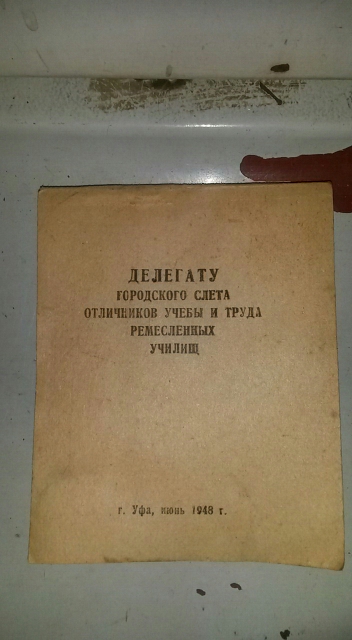 ДЕЛЕГАТУ
ГОРОДСКОГО СЛЕТА
ОТЛИЧНИКОВ УЧЕБЫ И ТРУДА
РЕМЕСЛЕННЫХ
УЧИЛИЩ
г. Уфа, июнь 1948 г.